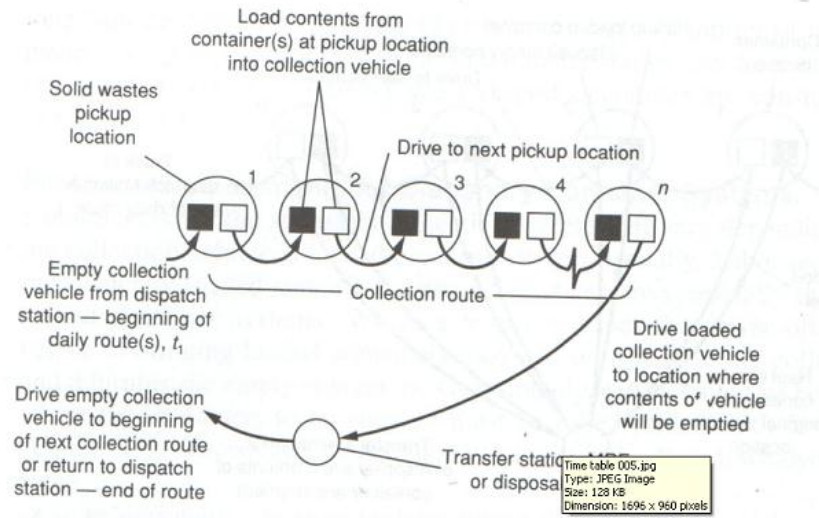 Load contents from
container(s) at pickup location
into collection vehicle
Solid wastes
pickup
location
Drive to next pickup location
1
2
3
4
n
Empty collection
vehicle from dispatch
station — beginning of
daily route(s), t₁
Collection route
Drive loaded
collection vehicle
to location where
contents of vehicle
will be emptied
Drive empty collection
vehicle to beginning
of next collection route
or return to dispatch
station — end of route
Transfer station, MRF
or disposal
Time table 005.jpg
Type: JPEG Image
Size: 128 KB
Dimension: 1696 x 960 pixels